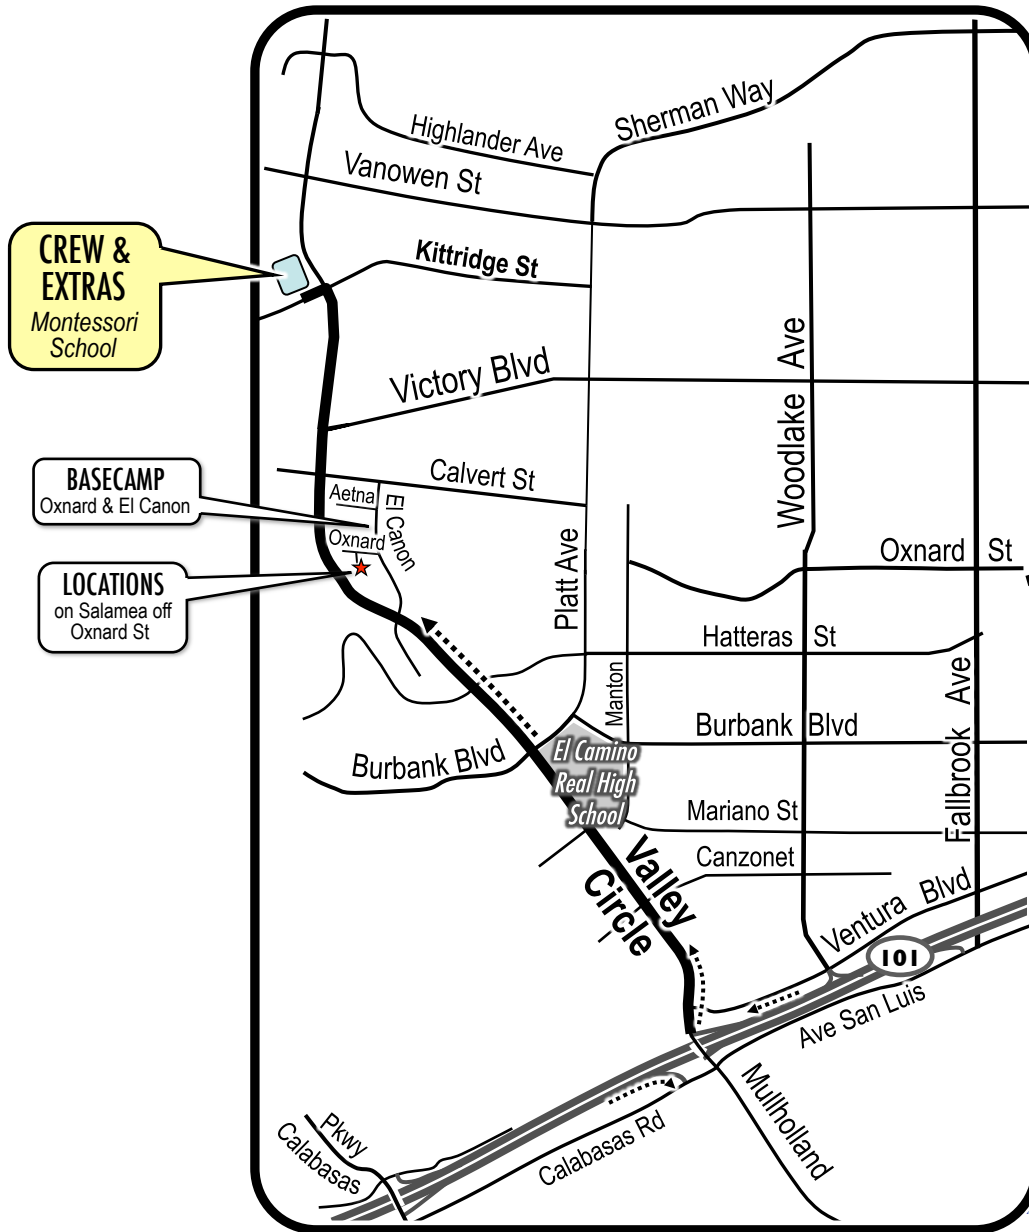 Highlander Ave
Sherman Way
Vanowen St
CREW &
EXTRAS
Montessori
School
Kittridge St
Victory Blvd
Woodlake Ave
BASECAMP
Oxnard & El Canon
Calvert St
Aetna
El Canon
Oxnard
LOCATIONS
on Salamea off
Oxnard St
Platt Ave
Oxnard St
Hatteras St
Manton
Burbank Blvd
Burbank Blvd
Fallbrook Ave
El Camino
Real High
School
Mariano St
Canzonet
Valley
Circle
Ventura Blvd
101
Ave San Luis
Mullholland
Calabasas Rd
Pkwy
Calabasas